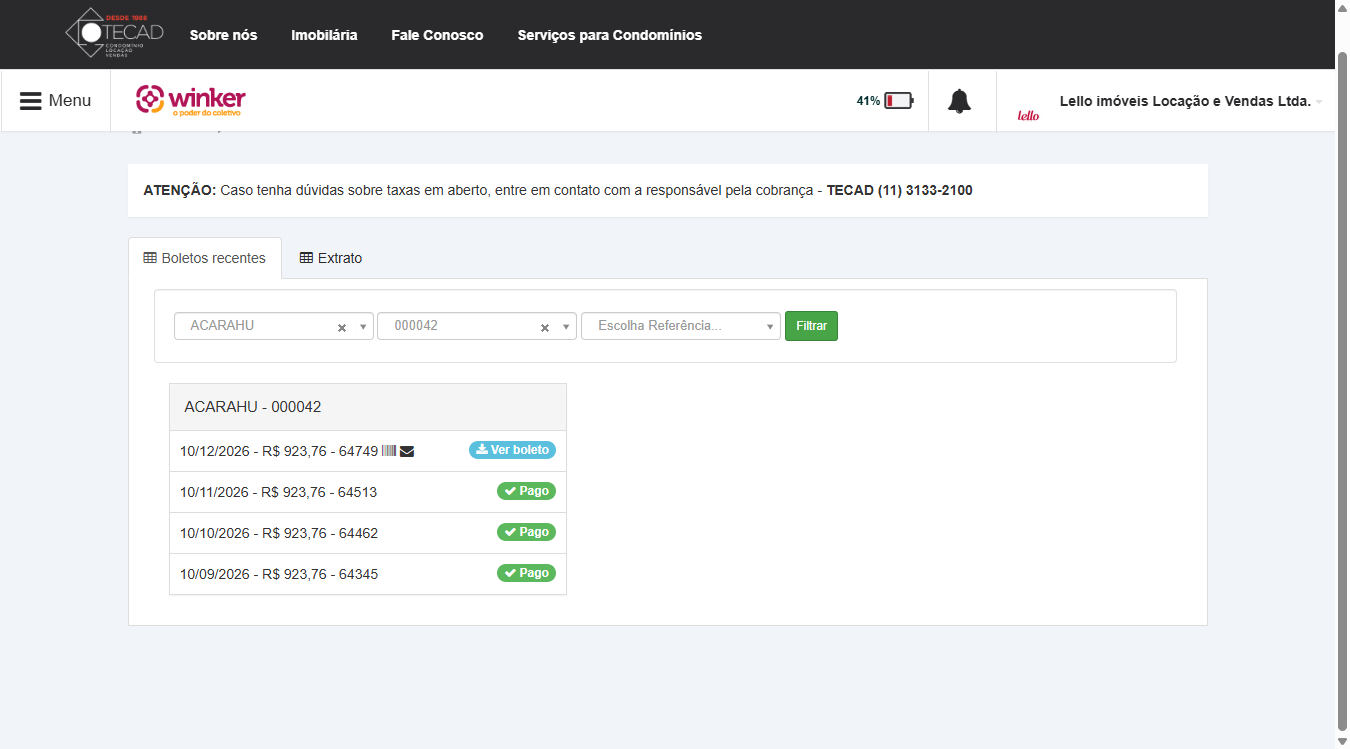 DESDE 1988
OTECAD
CONDOMÍNIO
LOCAÇÃO
VENDAS
Sobre nós
Imobiliária
Fale Conosco
Serviços para Condomínios
Menu
winker
o poder do coletivo
41%
lello
Lello imóveis Locação e Vendas Ltda.
ATENÇÃO: Caso tenha dúvidas sobre taxas em aberto, entre em contato com a responsável pela cobrança - TECAD (11) 3133-2100
Boletos recentes
Extrato
ACARAHU
000042
Escolha Referência...
Filtrar
ACARAHU - 000042
10/12/2026 - R$ 923,76 - 64749 Ver boleto
10/11/2026 - R$ 923,76 - 64513 Pago
10/10/2026 - R$ 923,76 - 64462 Pago
10/09/2026 - R$ 923,76 - 64345 Pago